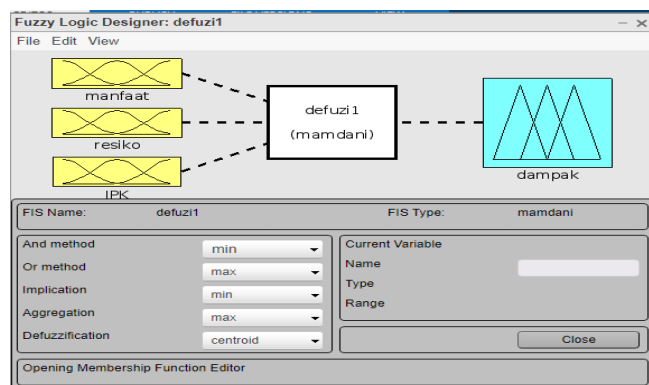 Fuzzy Logic Designer: defuzi1
File Edit View
manfaat
resiko
IPK
defuzi1
(mamdani)
dampak
FIS Name: defuzi1 FIS Type: mamdani
And method min
Or method max
Implication min
Aggregation max
Defuzzification centroid
Current Variable
Name
Type
Range
Close
Opening Membership Function Editor